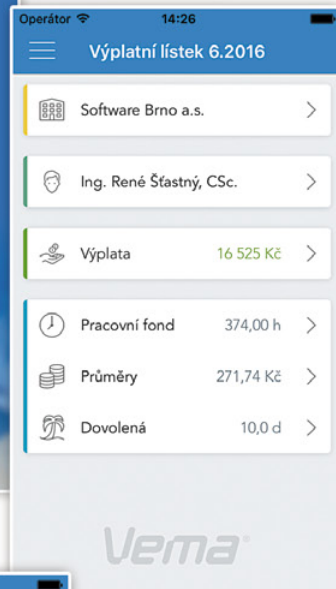 Operátor 14:26
Výplatní lístek 6.2016
Software Brno a.s.
Ing. René Šťastný, CSc.
Výplata 16 525 Kč
Pracovní fond 374,00 h
Průměry 271,74 Kč
Dovolená 10,0 d
Vema